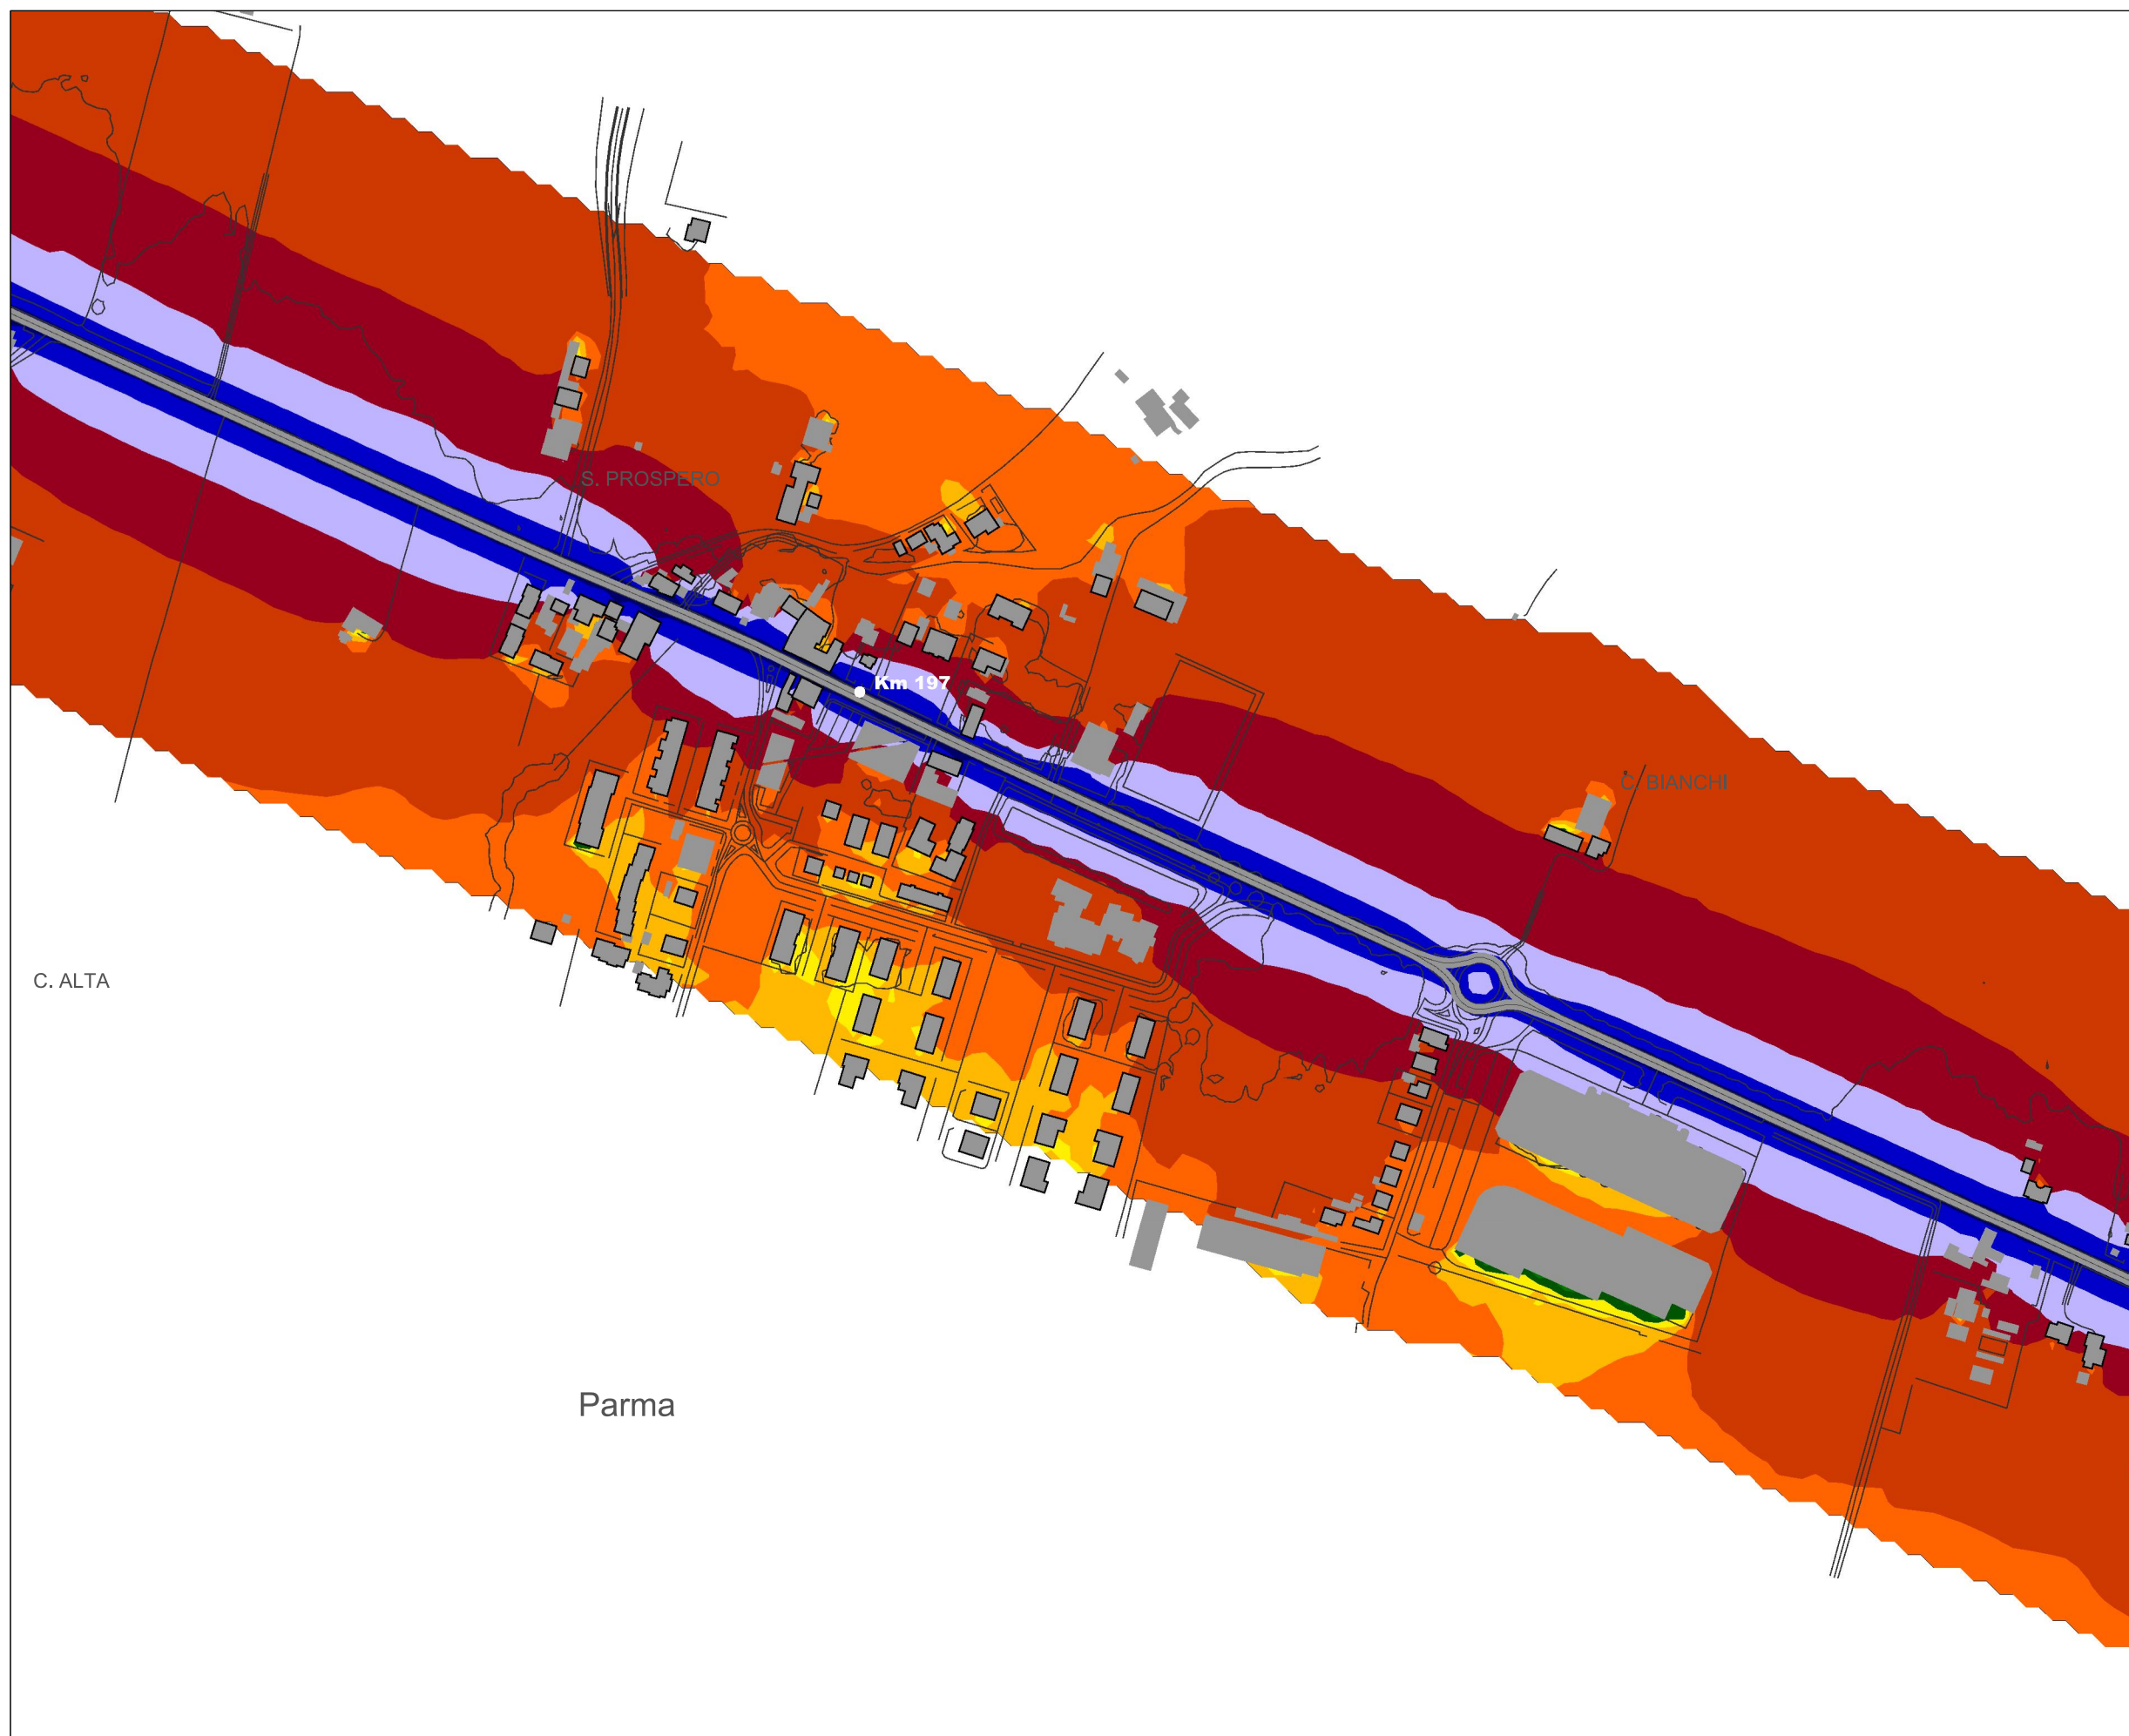 S. PROSPERO
Km 197
C. BIANCHI
C. ALTA
Parma